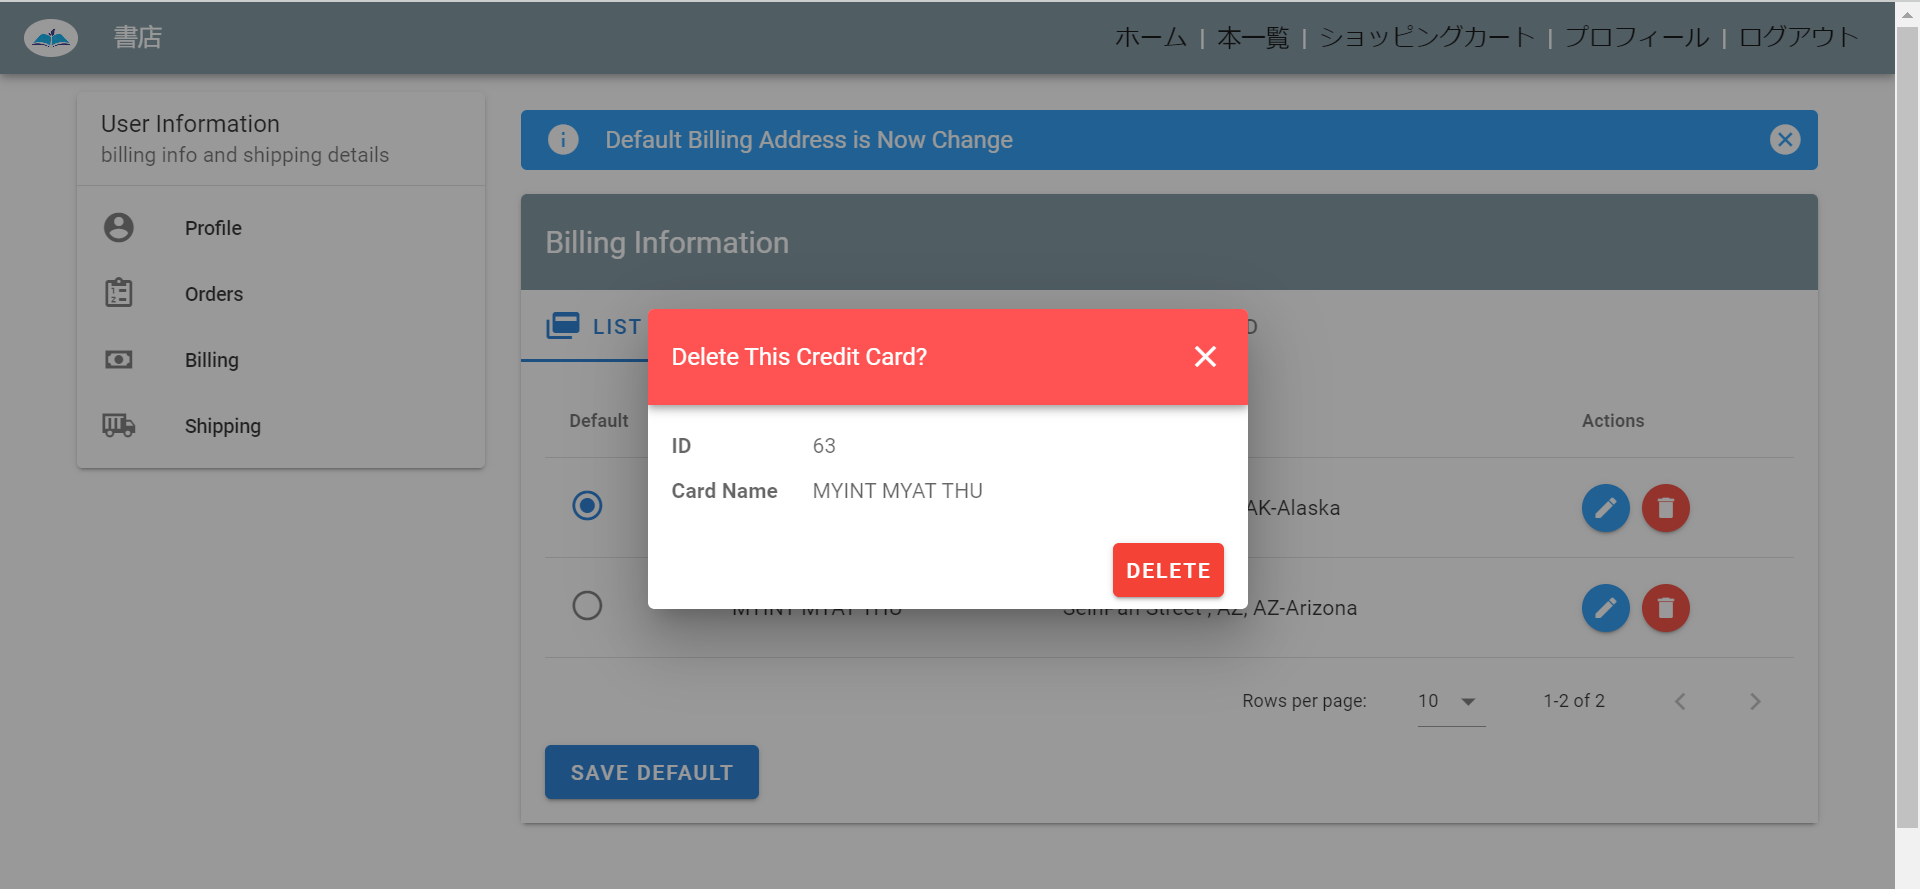 書店
ホーム | 本一覧 | ショッピングカート | プロフィール | ログアウト
User Information
billing info and shipping details
Profile
Orders
Billing
Shipping
Default Billing Address is Now Change
Billing Information
LIST
Delete This Credit Card?
ID 63
Card Name MYINT MYAT THU
DELETE
Default Actions
AK-Alaska
MYINT MYAT THU Street , AZ, AZ-Arizona
Rows per page: 10 1-2 of 2
SAVE DEFAULT